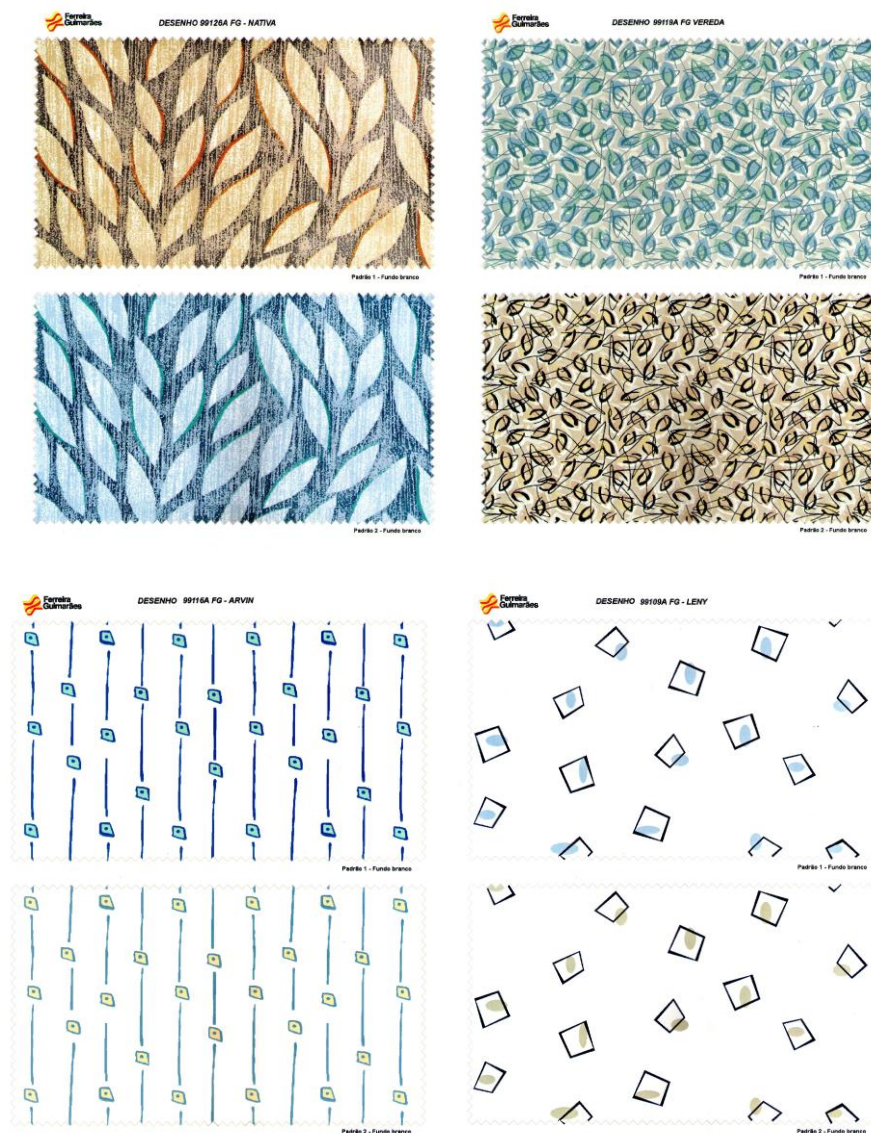 Ferreira
Guimarães
DESENHO 99126A FG - NATIVA
Padrão 1 - Fundo branco
Padrão 2 - Fundo branco
Ferreira
Guimarães
DESENHO 99119A FG VEREDA
Padrão 1 - Fundo branco
Padrão 2 - Fundo branco
Ferreira
Guimarães
DESENHO 99116A FG - ARVIN
Padrão 1 - Fundo branco
Padrão 2 - Fundo branco
Ferreira
Guimarães
DESENHO 99109A FG - LENY
Padrão 1 - Fundo branco
Padrão 2 - Fundo branco